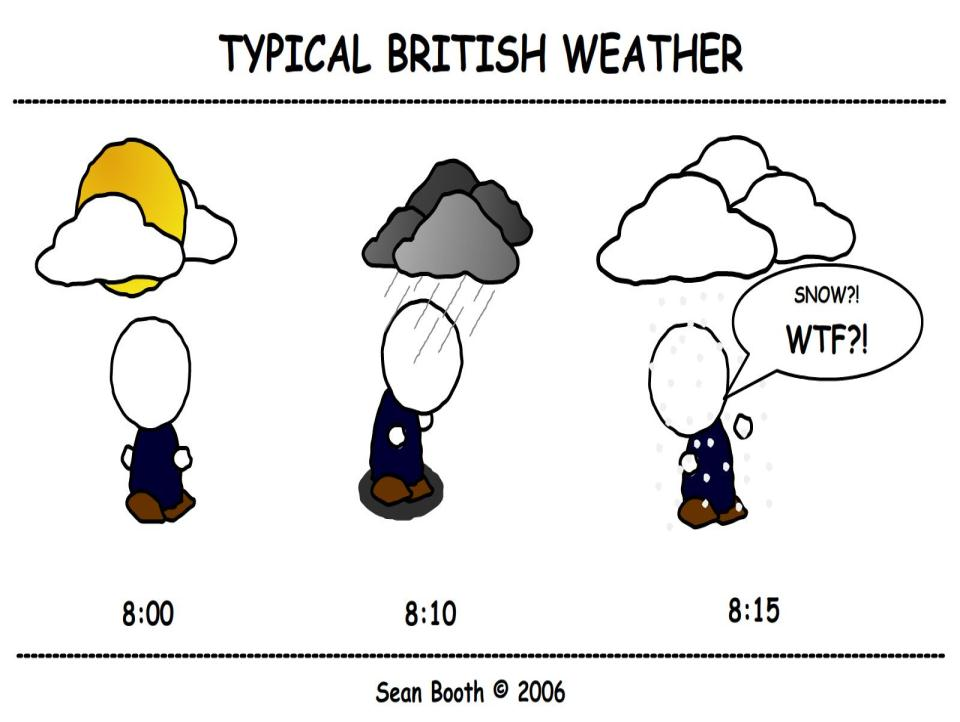 TYPICAL BRITISH WEATHER
SNOW?!
WTF?!
8:00
8:10
8:15
Sean Booth © 2006